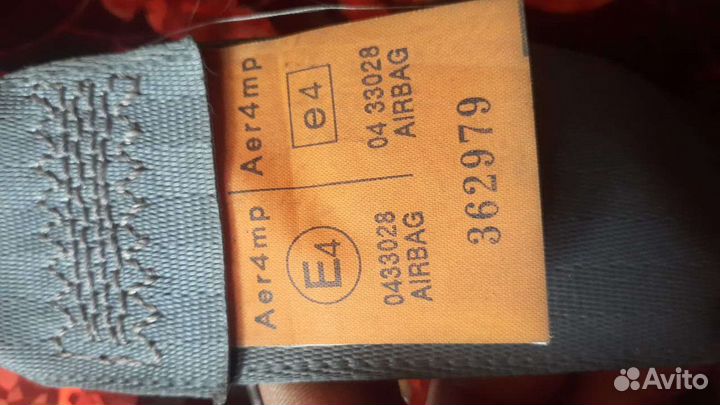 Aer4mp
E4
0433028
AIRBAG
Aer4mp
e4
04 33028
AIRBAG
362979
Avito